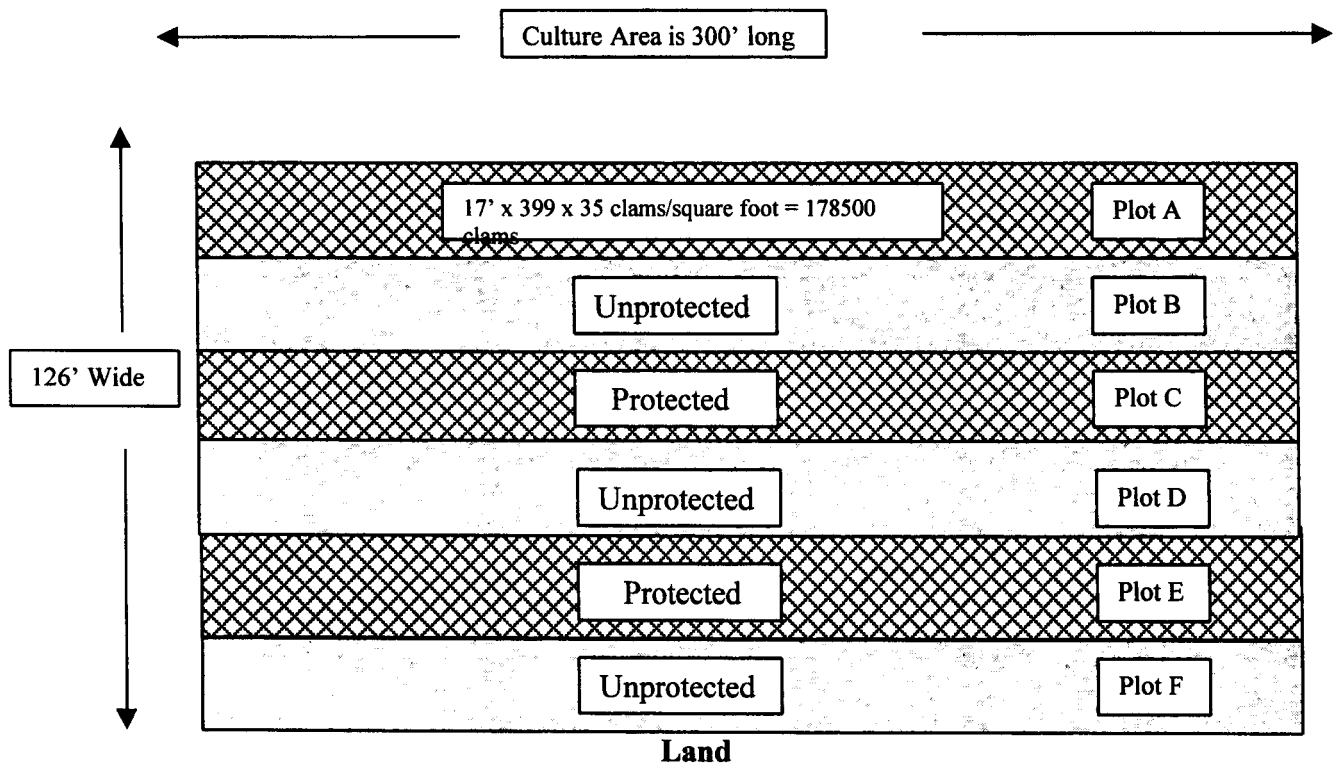 Culture Area is 300’ long
17’ x 399 x 35 clams/square foot = 178500
clams
Plot A
Unprotected
Plot B
126’ Wide
Protected
Plot C
Unprotected
Plot D
Protected
Plot E
Unprotected
Plot F
Land